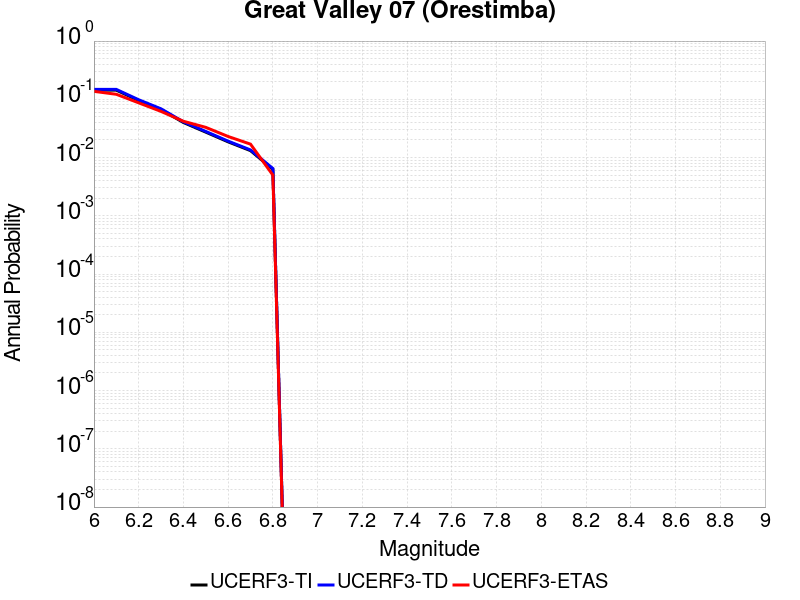 Great Valley 07 (Orestimba)
10 0
10 -1
10 -2
10 -3
10 -4
10 -5
10 -6
10 -7
10 -8
Annual Probability
6 6.2 6.4 6.6 6.8 7 7.2 7.4 7.6 7.8 8 8.2 8.4 8.6 8.8 9
Magnitude
UCERF3-TI UCERF3-TD UCERF3-ETAS